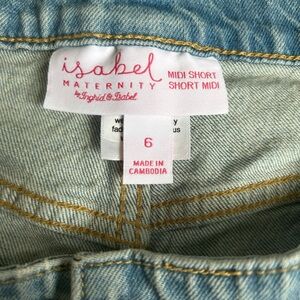 isabel
MATERNITY
by Ingrid & Isabel
MIDI SHORT
SHORT MIDI
6
MADE IN
CAMBODIA